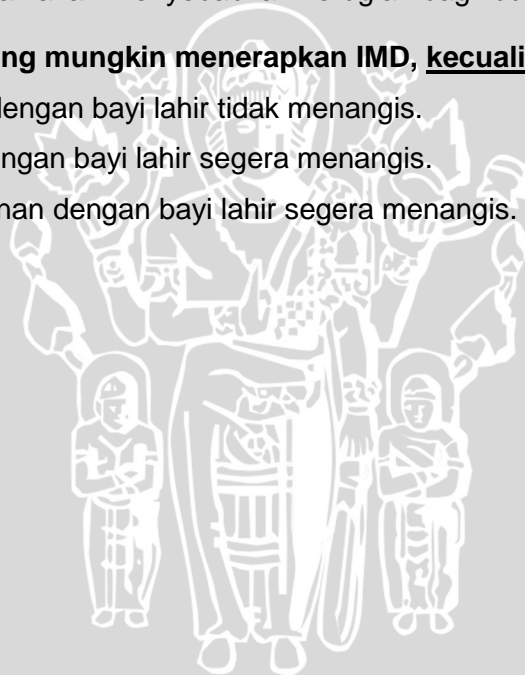 ng mungkin menerapkan IMD, kecuali
engan bayi lahir tidak menangis.
ngan bayi lahir segera menangis.
nan dengan bayi lahir segera menangis.